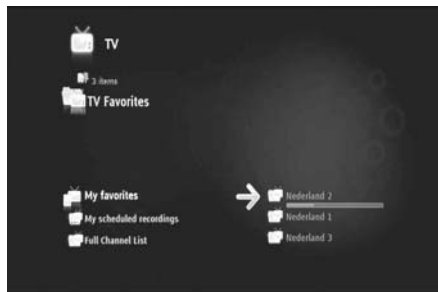 TV
3 items
TV Favorites
My favorites
My scheduled recordings
Full Channel List
Nederland 2
Nederland 1
Nederland 3